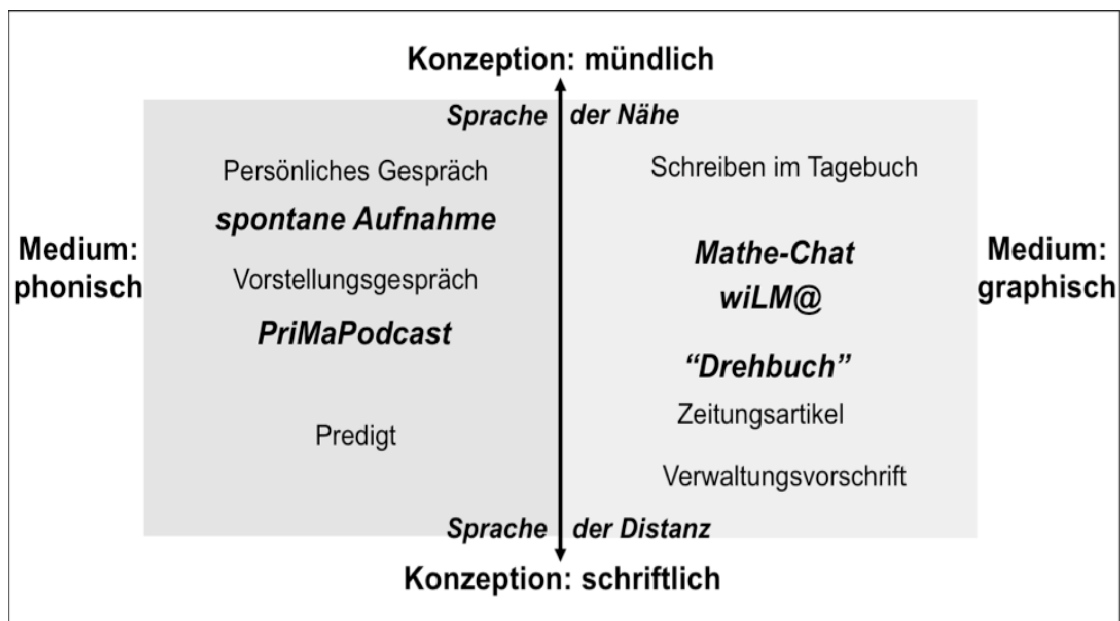 Konzeption: mündlich
Sprache der Nähe
Persönliches Gespräch
Schreiben im Tagebuch
spontane Aufnahme
Medium:
phonisch
Mathe-Chat
wiLM@
Medium:
graphisch
Vorstellungsgespräch
PriMaPodcast
“Drehbuch”
Zeitungsartikel
Predigt
Verwaltungsvorschrift
Sprache der Distanz
Konzeption: schriftlich